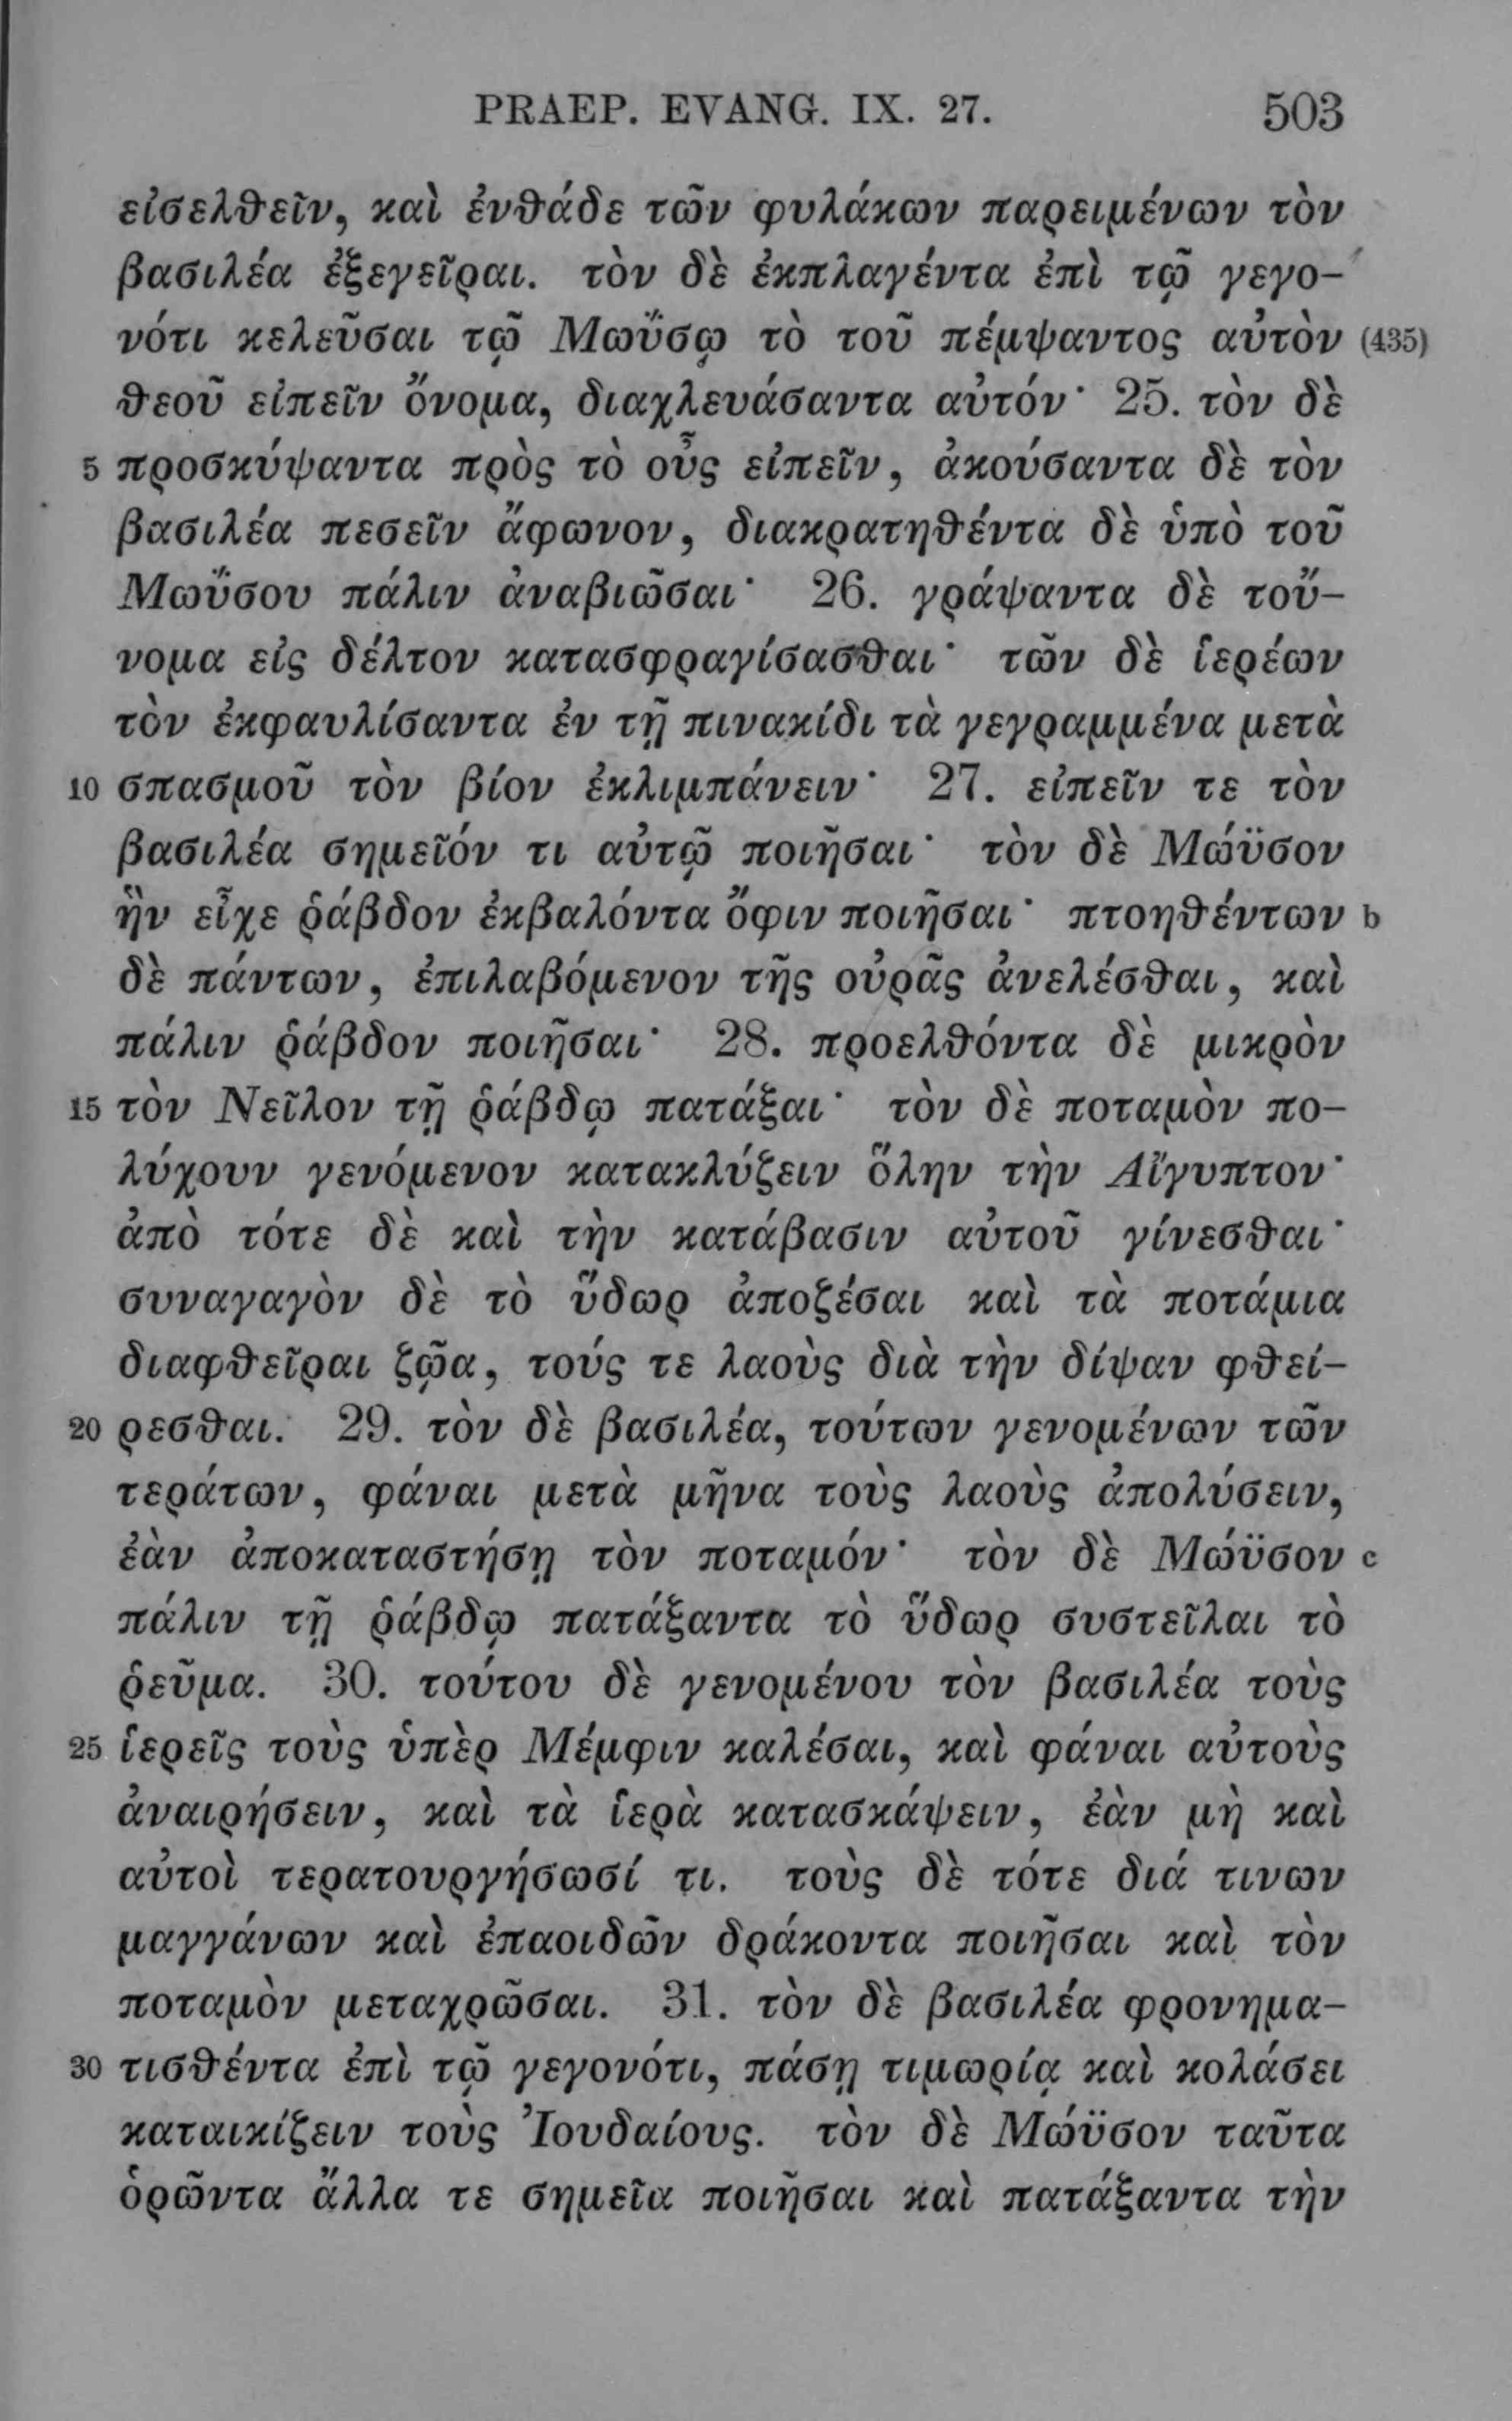 PRAEP. EVANG. IX. 27. 503
εἰσελθεῖν, καὶ ἐνθάδε τῶν φυλάκων παρειμένων τὸν
βασιλέα ἐξεγεῖραι. τὸν δὲ ἐκπλαγέντα ἐπὶ τῷ γεγο-
νότι κελεῦσαι τῷ Μωΰσῳ τὸ τοῦ πέμψαντος αὐτὸν (435)
θεοῦ εἰπεῖν ὄνομα, διαχλευάσαντα αὐτόν· 25. τὸν δὲ
5 προσκύψαντα πρὸς τὸ οὖς εἰπεῖν, ἀκούσαντα δὲ τὸν
βασιλέα πεσεῖν ἄφωνον, διακρατηθέντα δὲ ὑπὸ τοῦ
Μωΰσου πάλιν ἀναβιῶσαι· 26. γράψαντα δὲ τοὔ-
νομα εἰς δέλτον κατασφραγίσασθαι· τῶν δὲ ἱερέων
τὸν ἐκφαυλίσαντα ἐν τῇ πινακίδι τὰ γεγραμμένα μετὰ
10 σπασμοῦ τὸν βίον ἐκλιμπάνειν· 27. εἰπεῖν τε τὸν
βασιλέα σημεῖόν τι αὐτῷ ποιῆσαι· τὸν δὲ Μώϋσον
ἣν εἶχε ῥάβδον ἐκβαλόντα ὄφιν ποιῆσαι· πτοηθέντων b
δὲ πάντων, ἐπιλαβόμενον τῆς οὐρᾶς ἀνελέσθαι, καὶ
πάλιν ῥάβδον ποιῆσαι· 28. προελθόντα δὲ μικρὸν
15 τὸν Νεῖλον τῇ ῥάβδῳ πατάξαι· τὸν δὲ ποταμὸν πο-
λύχουν γενόμενον κατακλύζειν ὅλην τὴν Αἴγυπτον·
ἀπὸ τότε δὲ καὶ τὴν κατάβασιν αὐτοῦ γίνεσθαι·
συναγαγὸν δὲ τὸ ὕδωρ ἀποζέσαι καὶ τὰ ποτάμια
διαφθεῖραι ζῷα, τούς τε λαοὺς διὰ τὴν δίψαν φθεί-
20 ρεσθαι. 29. τὸν δὲ βασιλέα, τούτων γενομένων τῶν
τεράτων, φάναι μετὰ μῆνα τοὺς λαοὺς ἀπολύσειν,
ἐὰν ἀποκαταστήσῃ τὸν ποταμόν· τὸν δὲ Μώϋσον c
πάλιν τῇ ῥάβδῳ πατάξαντα τὸ ὕδωρ συστεῖλαι τὸ
ῥεῦμα. 30. τούτου δὲ γενομένου τὸν βασιλέα τοὺς
25 ἱερεῖς τοὺς ὑπὲρ Μέμφιν καλέσαι, καὶ φάναι αὐτοὺς
ἀναιρήσειν, καὶ τὰ ἱερὰ κατασκάψειν, ἐὰν μὴ καὶ
αὐτοὶ τερατουργήσωσί τι. τοὺς δὲ τότε διά τινων
μαγγάνων καὶ ἐπαοιδῶν δράκοντα ποιῆσαι καὶ τὸν
ποταμὸν μεταχρῶσαι. 31. τὸν δὲ βασιλέα φρονημα-
30 τισθέντα ἐπὶ τῷ γεγονότι, πάσῃ τιμωρίᾳ καὶ κολάσει
καταικίζειν τοὺς Ἰουδαίους. τὸν δὲ Μώϋσον ταῦτα
ὁρῶντα ἄλλα τε σημεῖα ποιῆσαι καὶ πατάξαντα τὴν